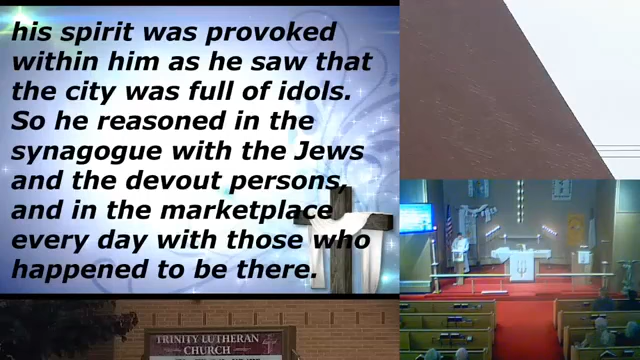 his spirit was provoked
within him as he saw that
the city was full of idols.
So he reasoned in the
synagogue with the Jews
and the devout persons,
and in the marketplace
every day with those who
happened to be there.
TRINITY LUTHERAN
CHURCH